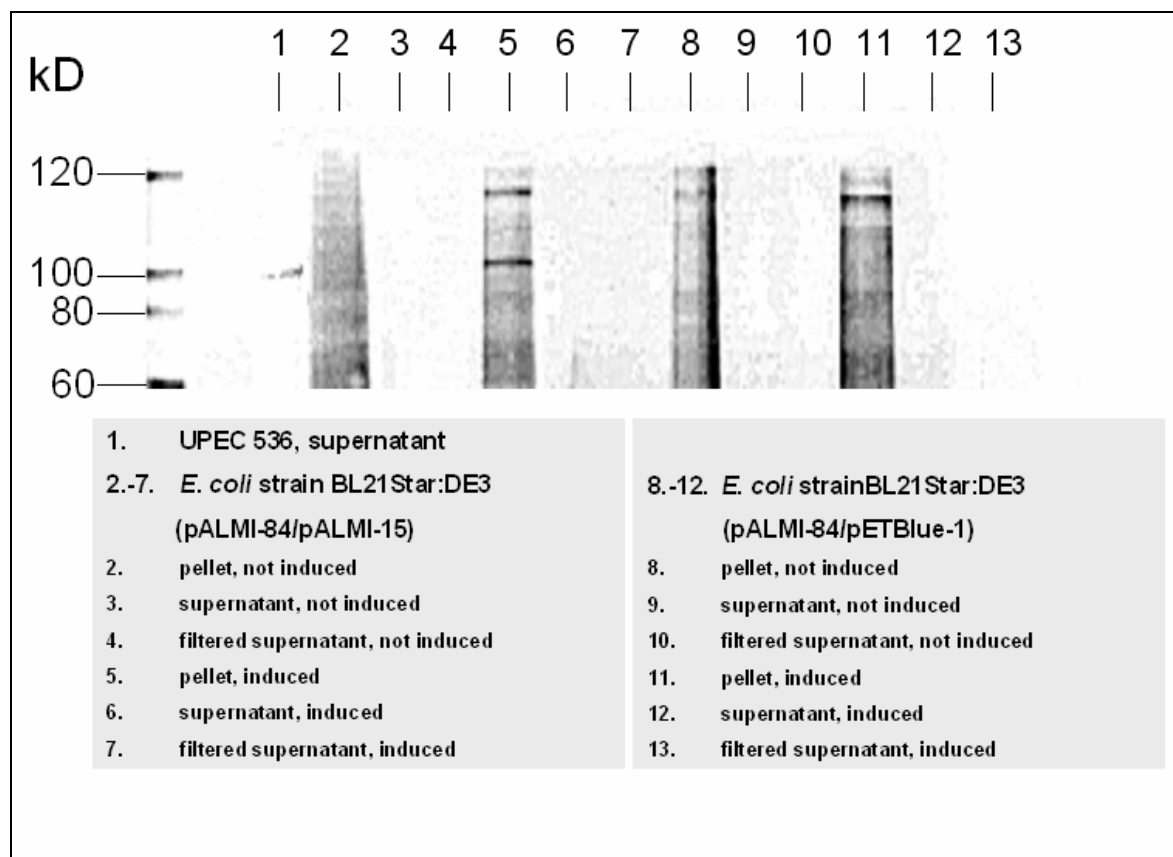 1 2 3 4 5 6 7 8 9 10 11 12 13
kD
120
100
80
60
1. UPEC 536, supernatant
2.-7. E. coli strain BL21Star:DE3
(pALMI-84/pALMI-15)
2. pellet, not induced
3. supernatant, not induced
4. filtered supernatant, not induced
5. pellet, induced
6. supernatant, induced
7. filtered supernatant, induced
8.-12. E. coli strainBL21Star:DE3
(pALMI-84/pETBlue-1)
8. pellet, not induced
9. supernatant, not induced
10. filtered supernatant, not induced
11. pellet, induced
12. supernatant, induced
13. filtered supernatant, induced